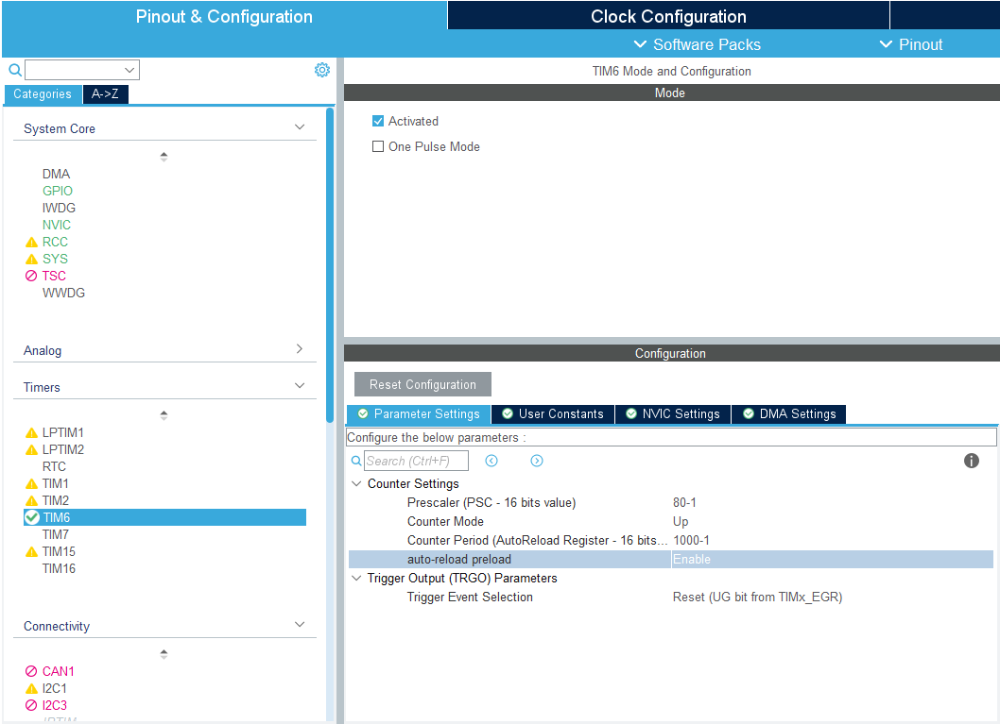 Pinout & Configuration
Clock Configuration
Software Packs
Pinout
Categories
A->Z
System Core
DMA
GPIO
IWDG
NVIC
RCC
SYS
TSC
WWDG
Analog
Timers
LPTIM1
LPTIM2
RTC
TIM1
TIM2
TIM6
TIM7
TIM15
TIM16
Connectivity
CAN1
I2C1
I2C3
TIM6 Mode and Configuration
Mode
Activated
One Pulse Mode
Configuration
Reset Configuration
Parameter Settings
User Constants
NVIC Settings
DMA Settings
Configure the below parameters :
Search (Ctrl+F)
Counter Settings
Prescaler (PSC - 16 bits value) 80-1
Counter Mode Up
Counter Period (AutoReload Register - 16 bits... 1000-1
auto-reload preload Enable
Trigger Output (TRGO) Parameters
Trigger Event Selection Reset (UG bit from TIMx_EGR)